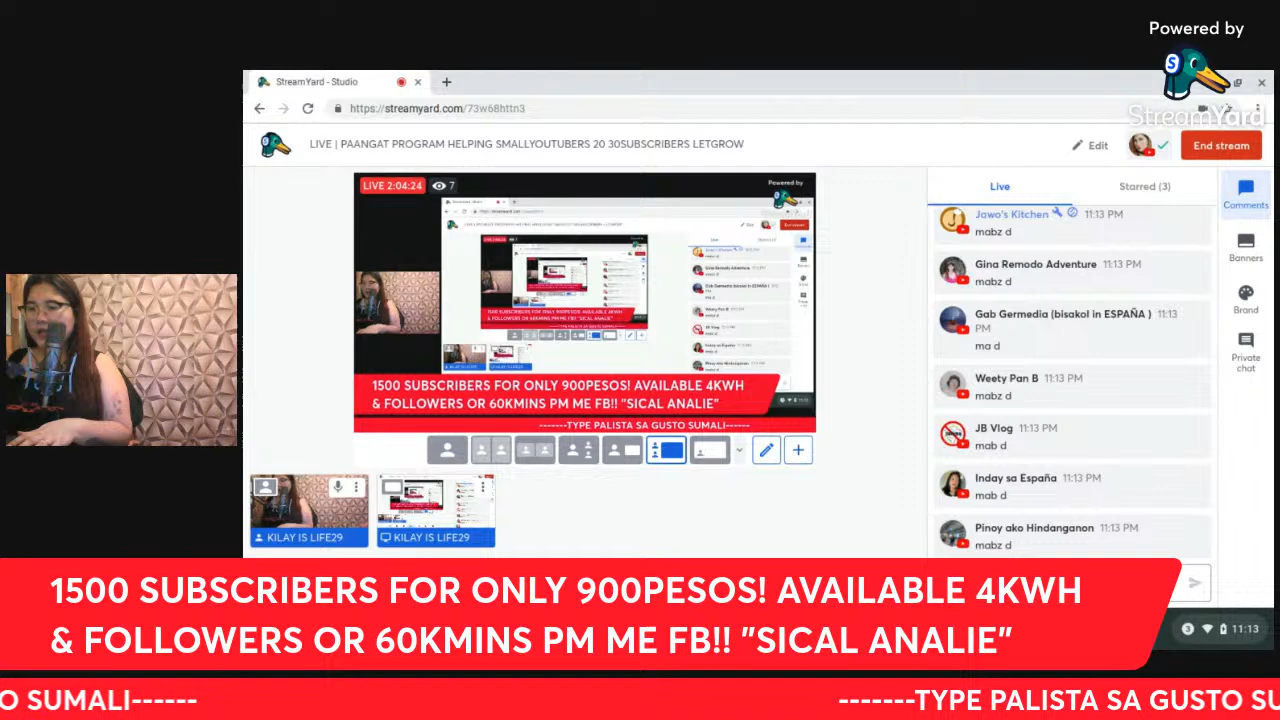 Powered by
StreamYard
StreamYard - Studio
https://streamyard.com/73w68httn3
LIVE | PAANGAT PROGRAM HELPING SMALLYOUTUBERS 20 30SUBSCRIBERS LETGROW
Edit
End stream
LIVE 2:04:24
7
Powered by
1500 SUBSCRIBERS FOR ONLY 900PESOS! AVAILABLE 4KWH
& FOLLOWERS OR 60KMINS PM ME FB!! "SICAL ANALIE"
-------TYPE PALISTA SA GUSTO SUMALI------
KILAY IS LIFE29
KILAY IS LIFE29
Live
Starred (3)
Jawo's Kitchen 11:13 PM
mabz d
Gina Remodo Adventure 11:13 PM
mabz d
Gab Germedia (bisakol in ESPAÑA ) 11:13
PM
ma d
Weety Pan B 11:13 PM
mabz d
JB Vlog 11:13 PM
mab d
Inday sa España 11:13 PM
mab d
Pinoy ako Hindanganon 11:13 PM
mabz d
Comments
Banners
Brand
Private
chat
3 11:13
1500 SUBSCRIBERS FOR ONLY 900PESOS! AVAILABLE 4KWH
& FOLLOWERS OR 60KMINS PM ME FB!! "SICAL ANALIE"
O SUMALI------
-------TYPE PALISTA SA GUSTO SU